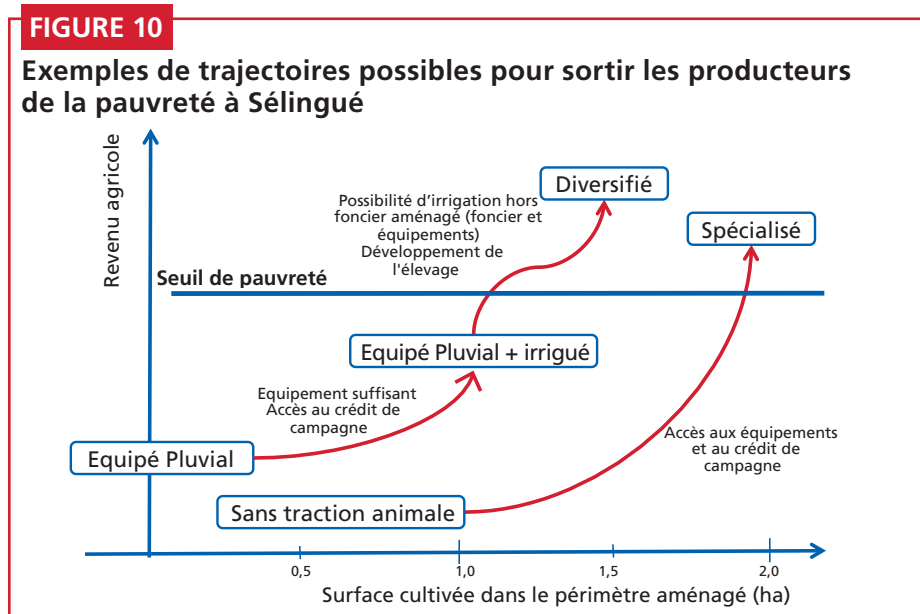 FIGURE 10
Exemples de trajectoires possibles pour sortir les producteurs
de la pauvreté à Sélingué
Revenu agricole
Diversifié
Possibilité d'irrigation hors
foncier aménagé (foncier et
équipements)
Développement de
l'élevage
Spécialisé
Seuil de pauvreté
Equipé Pluvial + irrigué
Equipement suffisant
Accès au crédit de
campagne
Accès aux équipements
et au crédit de
campagne
Equipé Pluvial
Sans traction animale
0,5
1,0
1,5
2,0
Surface cultivée dans le périmètre aménagé (ha)